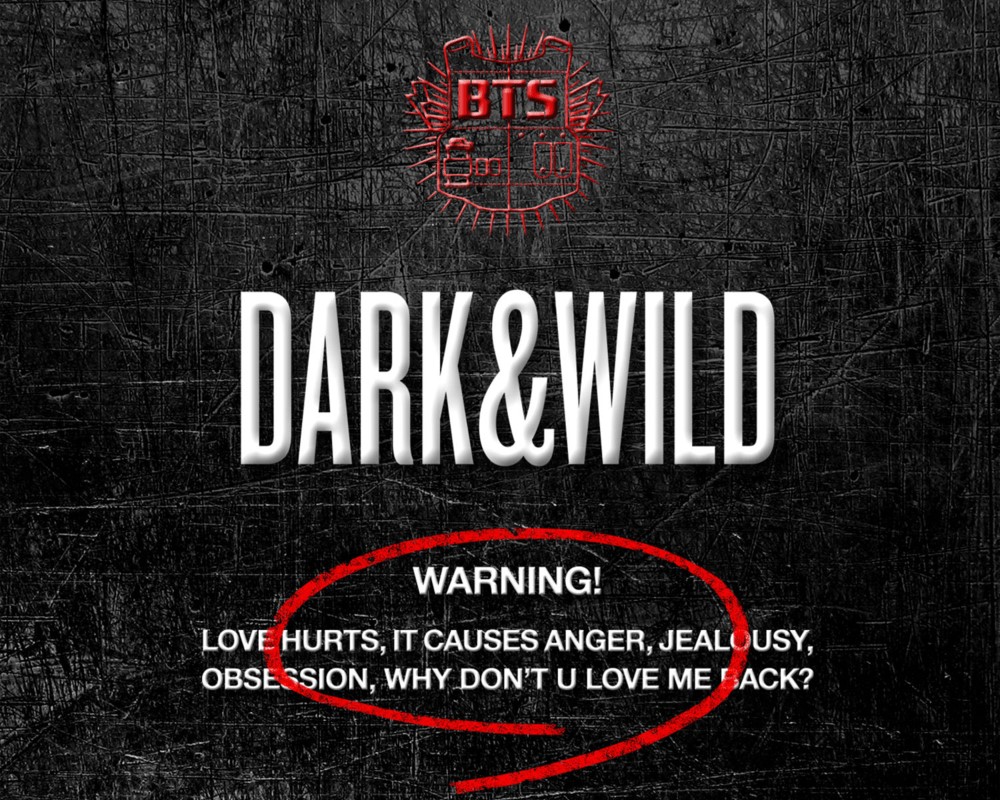 BTS
DARK&WILD
WARNING!
LOVE HURTS, IT CAUSES ANGER, JEALOUSY,
OBSESSION, WHY DON'T U LOVE ME BACK?